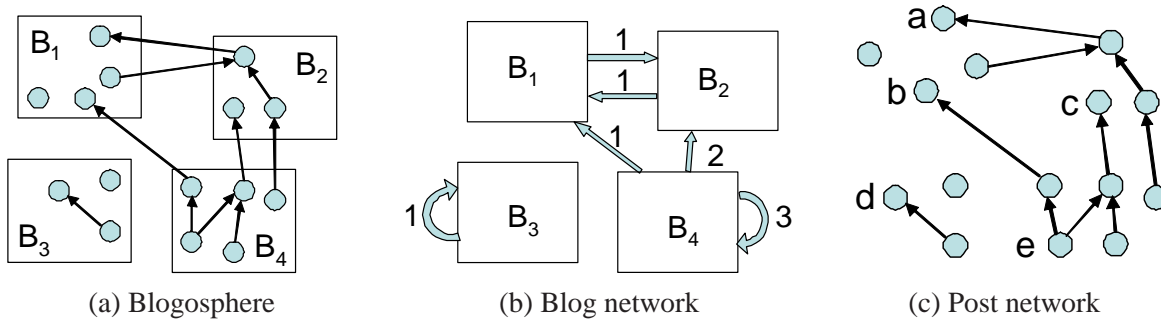 B1
B2
B3
B4
(a) Blogosphere
B1
B2
B3
B4
1
1
1
2
1
3
(b) Blog network
a
b
c
d
e
(c) Post network